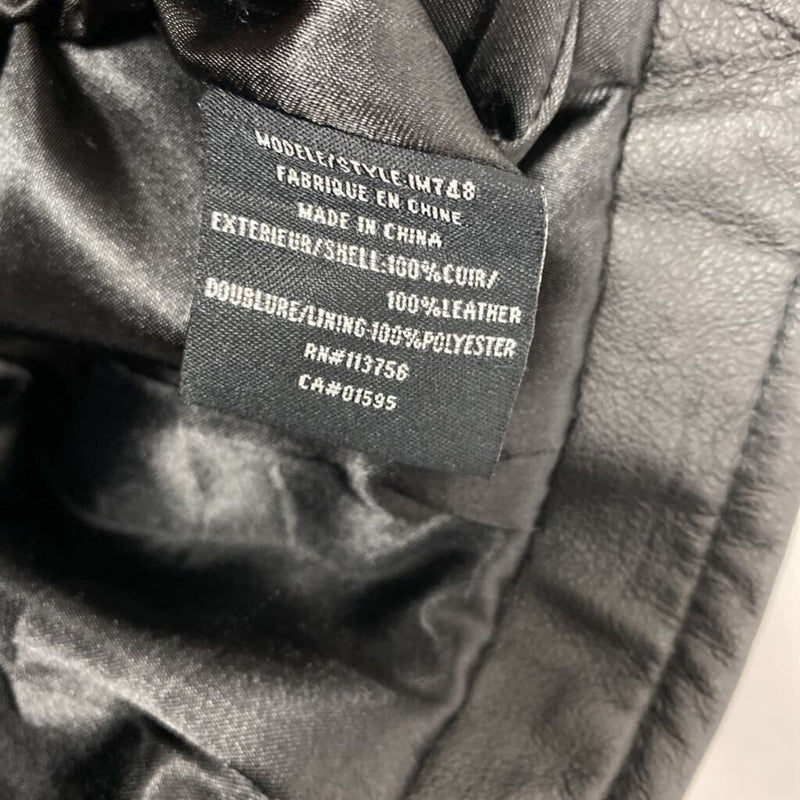 MODELE/STYLE:IM748
FABRIQUE EN CHINE
MADE IN CHINA
EXTERIEUR/SHELL:100%CUIR/
100%LEATHER
DOUBLURE/LINING:100%POLYESTER
RN#113756
CA#01595